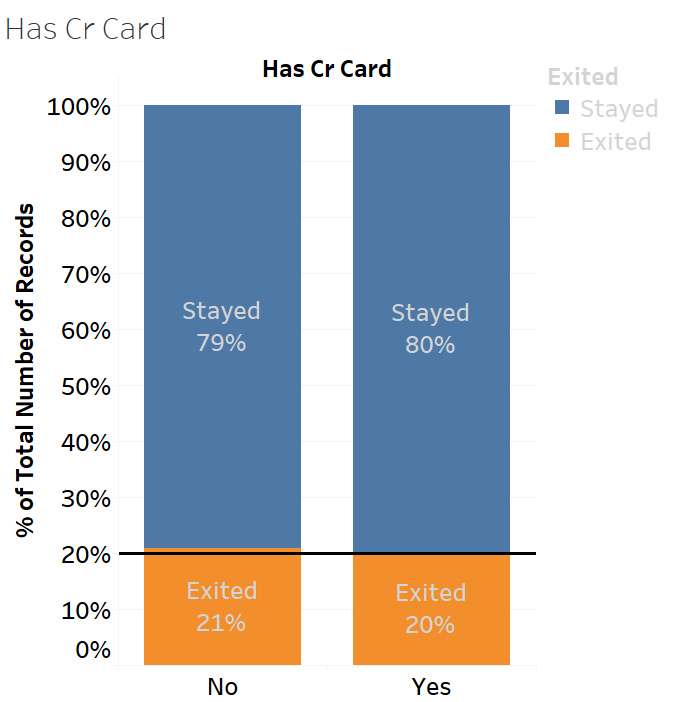 Has Cr Card
Has Cr Card
Exited
Stayed
Exited
100%
90%
80%
70%
60%
50%
40%
30%
20%
10%
0%
% of Total Number of Records
Stayed
79%
Stayed
80%
Exited
21%
Exited
20%
No
Yes